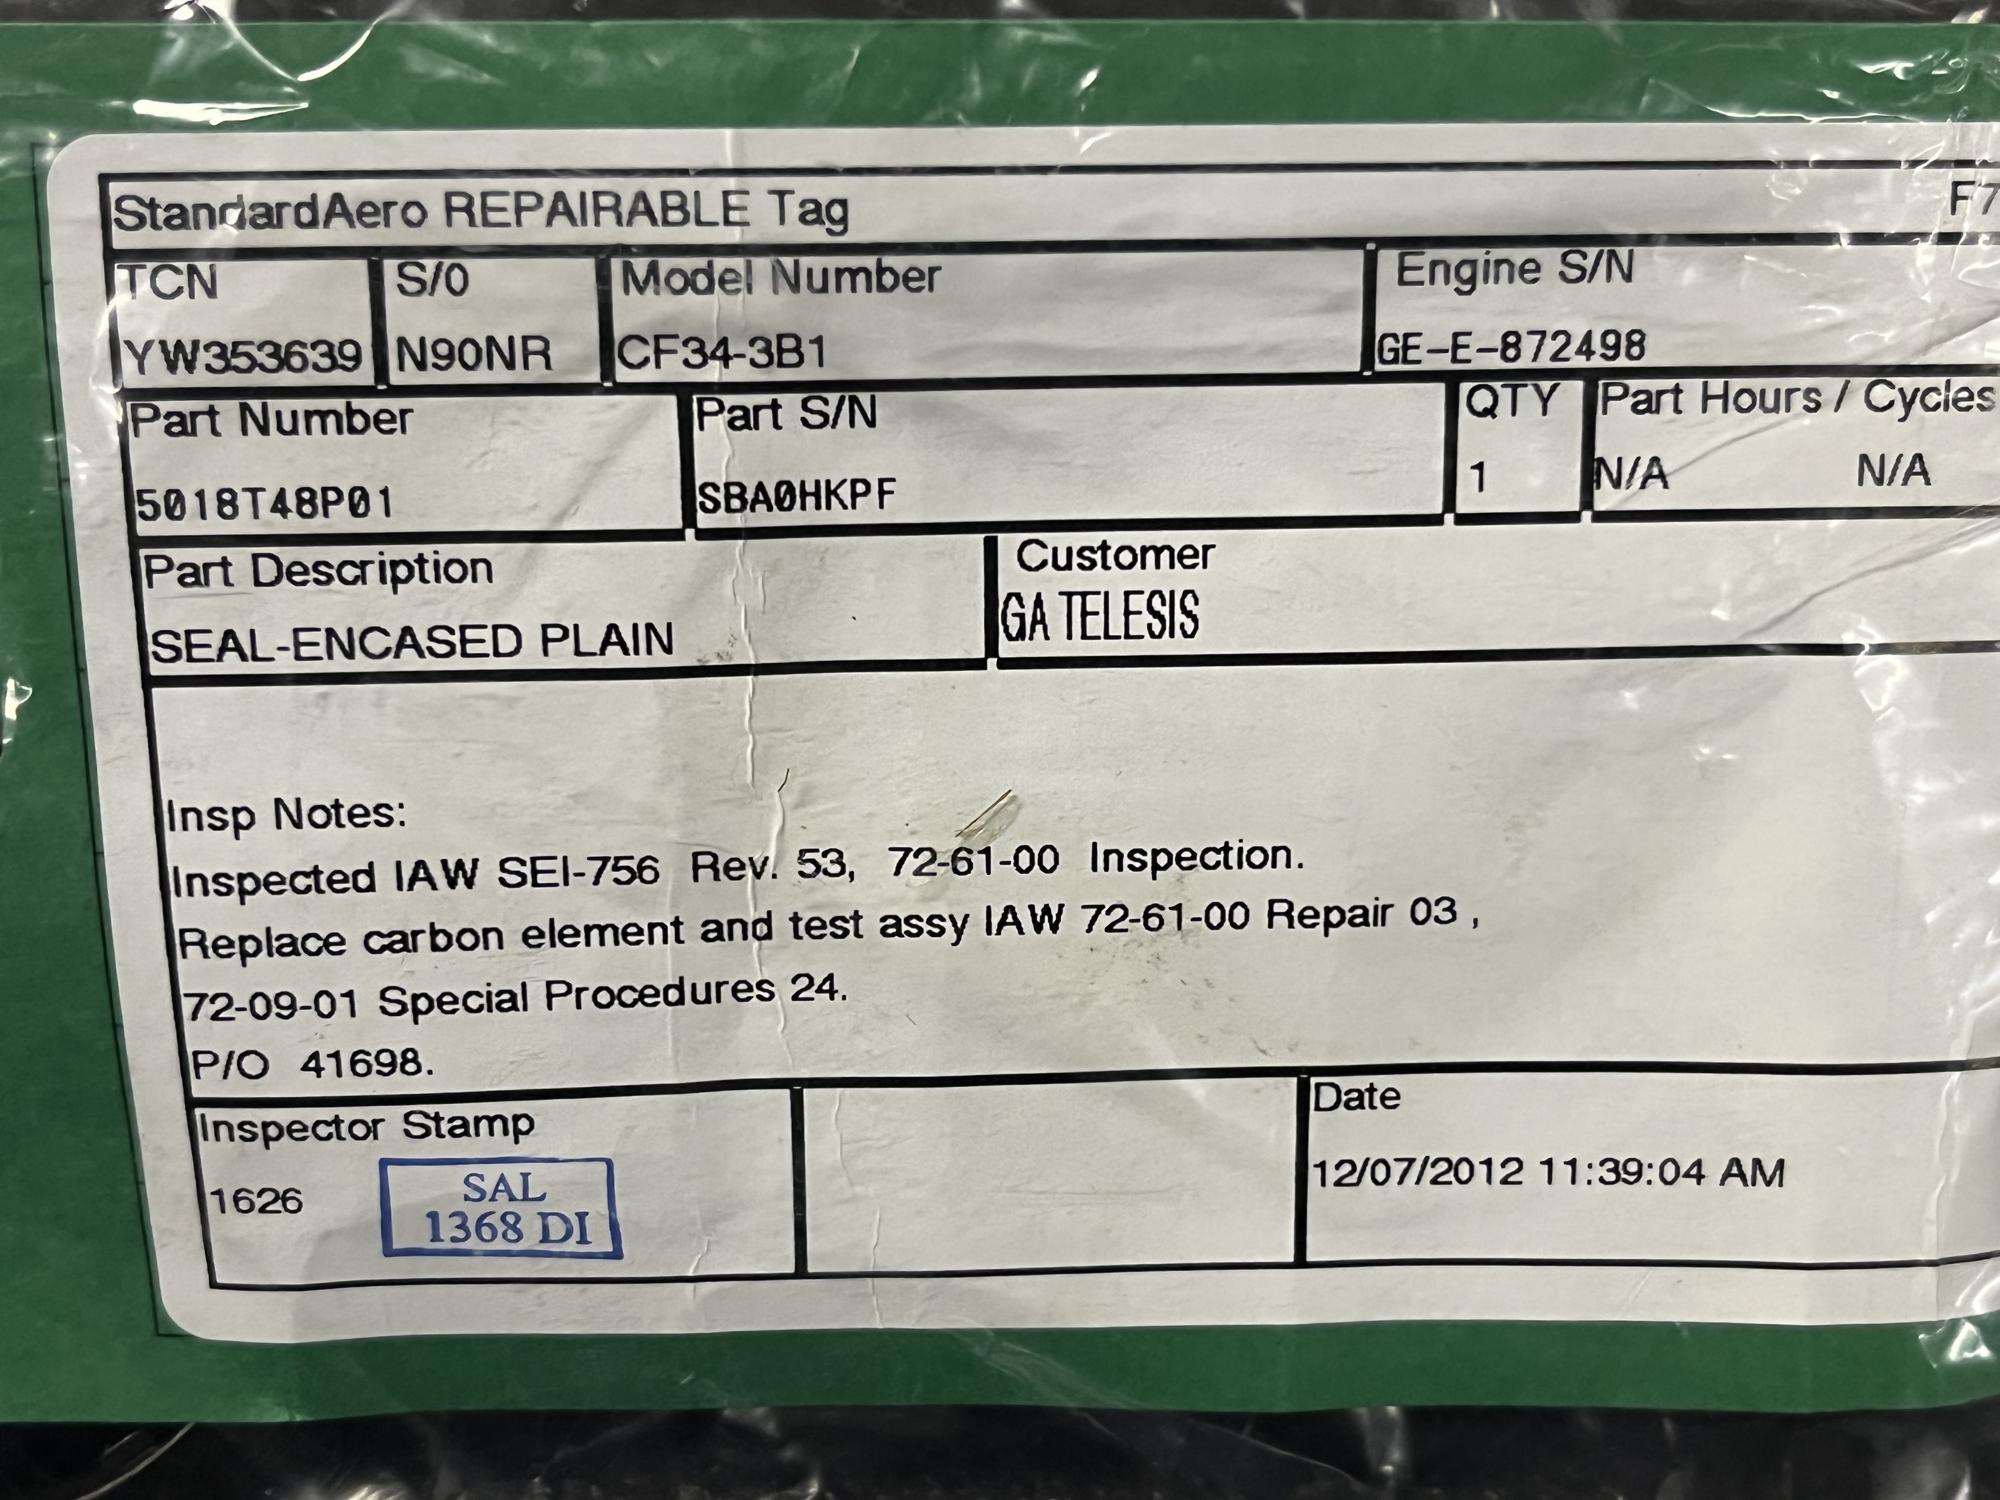 StandardAero REPAIRABLE Tag F7
TCN S/O Model Number Engine S/N
YW353639 N90NR CF34-3B1 GE-E-872498
Part Number Part S/N QTY Part Hours / Cycles
5018T48P01 SBA0HKPF 1 N/A N/A
Part Description Customer
SEAL-ENCASED PLAIN GA TELESIS
Insp Notes:
Inspected IAW SEI-756 Rev. 53, 72-61-00 Inspection.
Replace carbon element and test assy IAW 72-61-00 Repair 03 ,
72-09-01 Special Procedures 24.
P/O 41698.
Inspector Stamp Date
1626 SAL 12/07/2012 11:39:04 AM
1368 DI